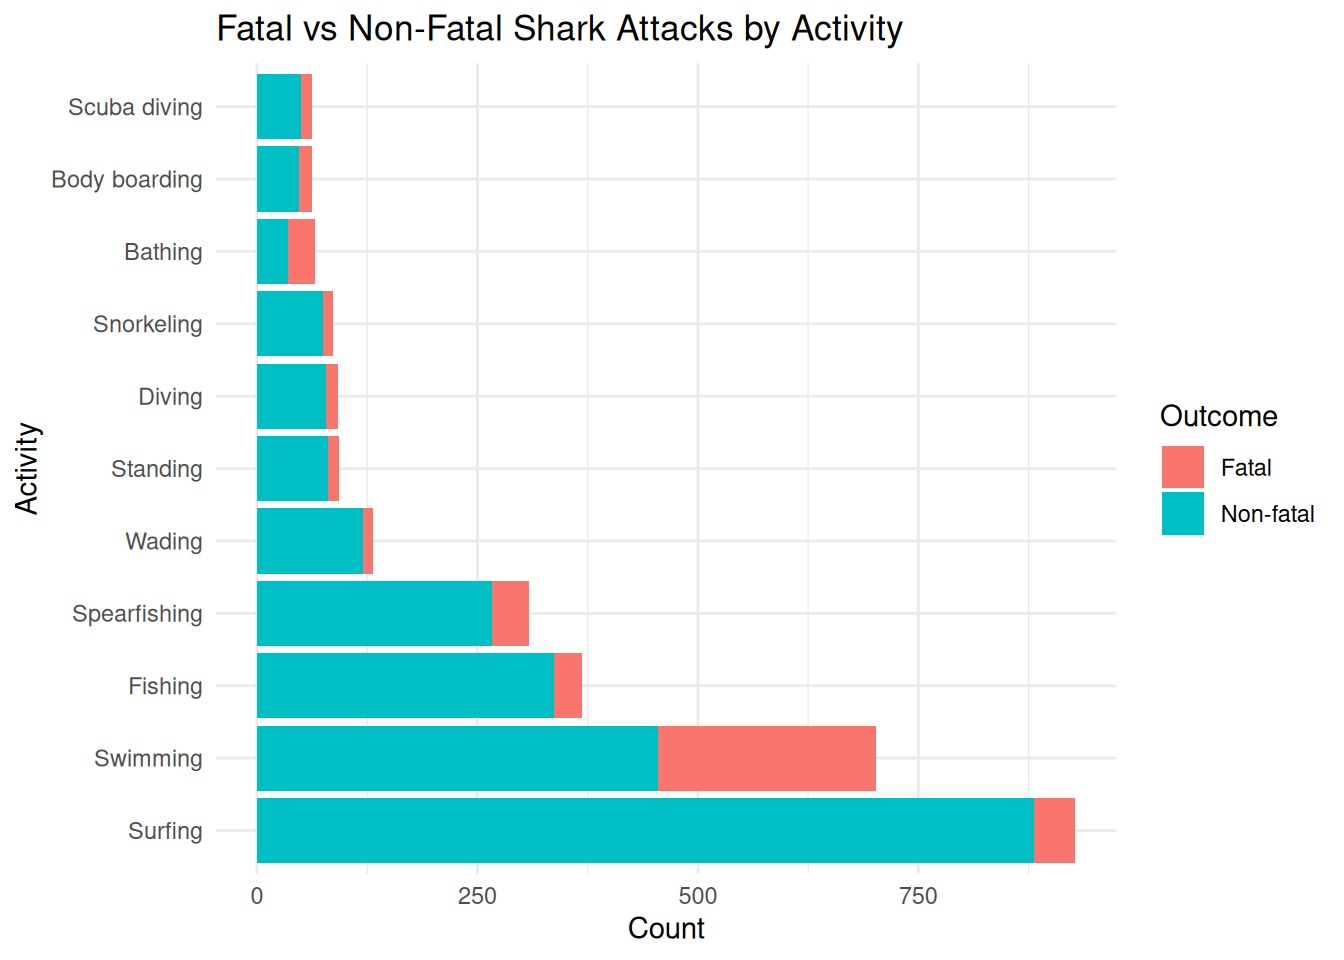 Fatal vs Non-Fatal Shark Attacks by Activity
Scuba diving
Body boarding
Bathing
Snorkeling
Diving
Standing
Wading
Spearfishing
Fishing
Swimming
Surfing
Activity
0 250 500 750
Count
Outcome
Fatal
Non-fatal